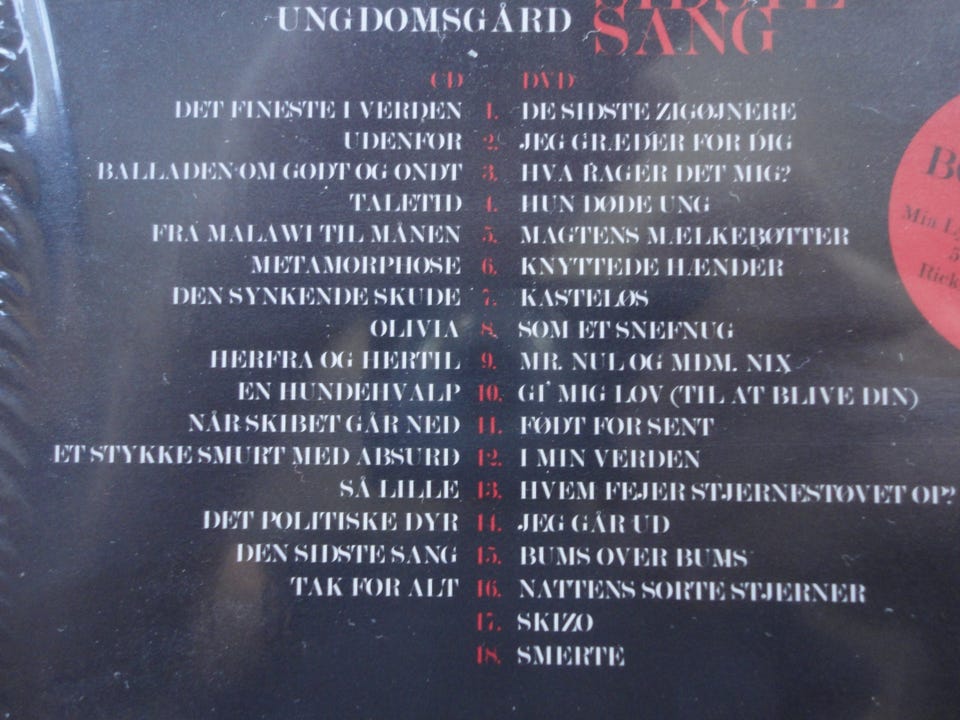 SIDSTE
UNGDOMSGÅRD SANG
CD DVD
DET FINESTE I VERDEN 1. DE SIDSTE ZIGØJNERE
UDENFOR 2. JEG GRÆDER FOR DIG
BALLADEN OM GODT OG ONDT 3. HVA RAGER DET MIG?
TALETID 4. HUN DØDE UNG
FRA MALAWI TIL MÅNEN 5. MAGTENS MÆLKEBØTTER
METAMORPHOSE 6. KNYTTEDE HÆNDER
DEN SYNKENDE SKUDE 7. KASTELØS
OLIVIA 8. SOM ET SNEFNUG
HERFRA OG HERTIL 9. MR. NUL OG MDM. NIX
EN HUNDEHVALP 10. GI' MIG LOV (TIL AT BLIVE DIN)
NÅR SKIBET GÅR NED 11. FØDT FOR SENT
ET STYKKE SMURT MED ABSURD 12. I MIN VERDEN
SÅ LILLE 13. HVEM FEJER STJERNESTØVET OP?
DET POLITISKE DYR 14. JEG GÅR UD
DEN SIDSTE SANG 15. BUMS OVER BUMS
TAK FOR ALT 16. NATTENS SORTE STJERNER
17. SKIZO
18. SMERTE
Mia